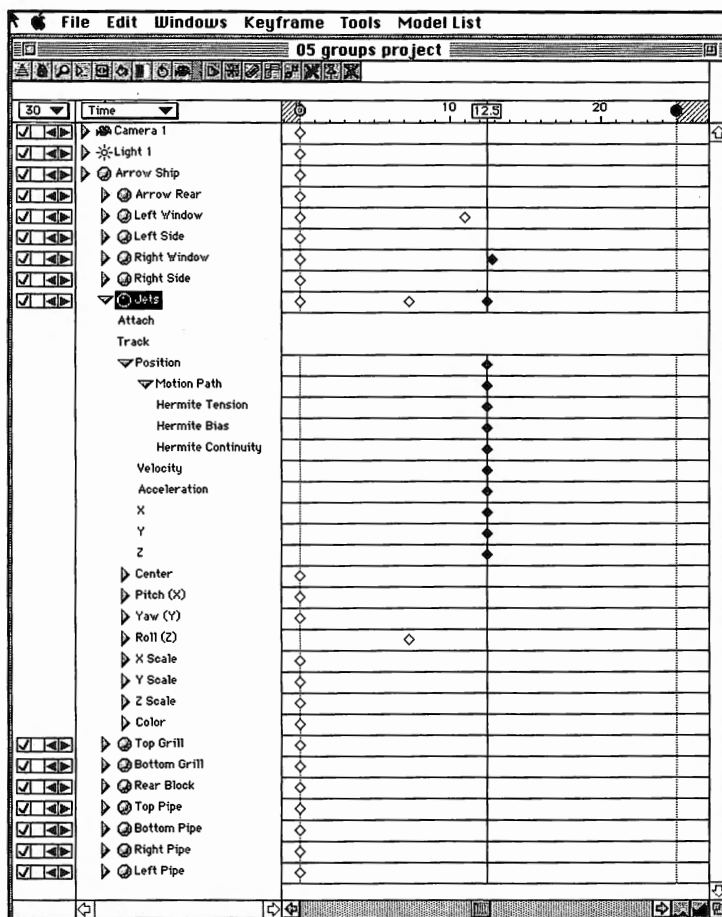 File Edit Windows Keyframe Tools Model List
05 groups project
30 Time 0 10 12.5 20
Camera 1
Light 1
Arrow Ship
Arrow Rear
Left Window
Left Side
Right Window
Right Side
Jets
Attach
Track
Position
Motion Path
Hermite Tension
Hermite Bias
Hermite Continuity
Velocity
Acceleration
X
Y
Z
Center
Pitch (X)
Yaw (Y)
Roll (Z)
X Scale
Y Scale
Z Scale
Color
Top Grill
Bottom Grill
Rear Block
Top Pipe
Bottom Pipe
Right Pipe
Left Pipe